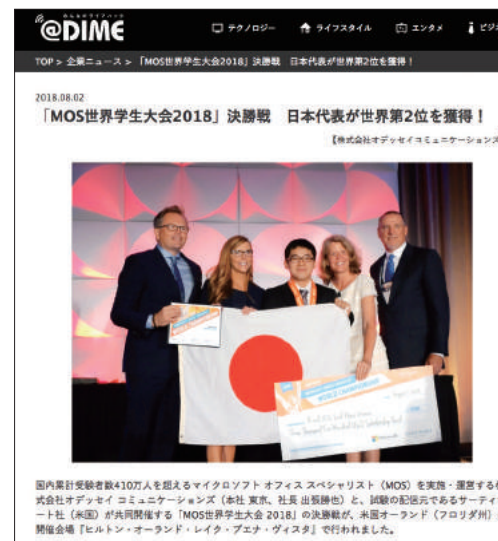 @DIME
テクノロジー ライフスタイル エンタメ
TOP > 企業ニュース > 「MOS世界学生大会2018」決勝戦 日本代表が世界第2位を獲得!
2018.08.02
「MOS世界学生大会2018」決勝戦 日本代表が世界第2位を獲得!
【株式会社オデッセイコミュニケーションズ
WORLD CHAMPIONSHIP
国内累計受験者数410万人を超えるマイクロソフト オフィス スペシャリスト(MOS)を実施・運営する
式会社オデッセイ コミュニケーションズ(本社 東京、社長 出張勝也)と、試験の配信元であるサーティ
ート社(米国)が共同開催する「MOS世界学生大会 2018」の決勝戦が、米国オーランド(フロリダ州)
開催会場『ヒルトン・オーランド・レイク・ブエナ・ヴィスタ』で行われました。